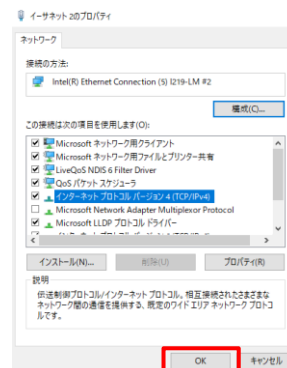 イーサネット 2のプロパティ
ネットワーク
接続の方法:
Intel(R) Ethernet Connection (5) I219-LM #2
構成(C)...
この接続は次の項目を使用します(O):
Microsoft ネットワーク用クライアント
Microsoft ネットワーク用ファイルとプリンター共有
LiveQoS NDIS 6 Filter Driver
QoS パケット スケジューラ
インターネット プロトコル バージョン 4 (TCP/IPv4)
Microsoft Network Adapter Multiplexor Protocol
Microsoft LLDP プロトコル ドライバー
インストール(N)...
削除(U)
プロパティ(R)
説明
伝送制御プロトコル/インターネット プロトコル。相互接続されたさまざまな
ネットワーク間の通信を提供する、既定のワイド エリア ネットワーク プロトコ
ルです。
OK
キャンセル